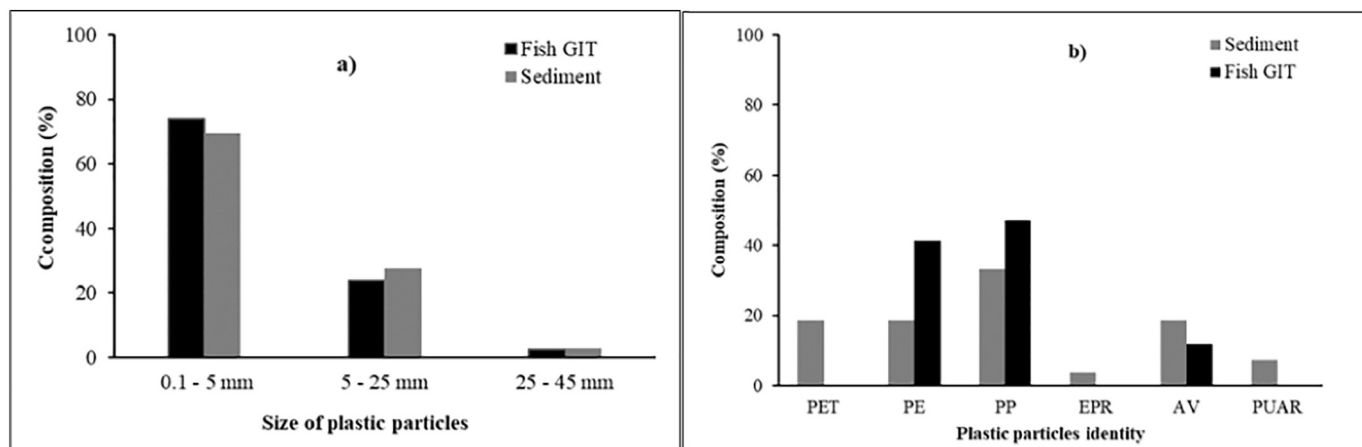 100
80
60
40
20
0
Ccomposition (%)
a)
Fish GIT
Sediment
0.1 - 5 mm
5 - 25 mm
25 - 45 mm
Size of plastic particles
100
80
60
40
20
0
Composition (%)
b)
Sediment
Fish GIT
PET
PE
PP
EPR
AV
PUAR
Plastic particles identity